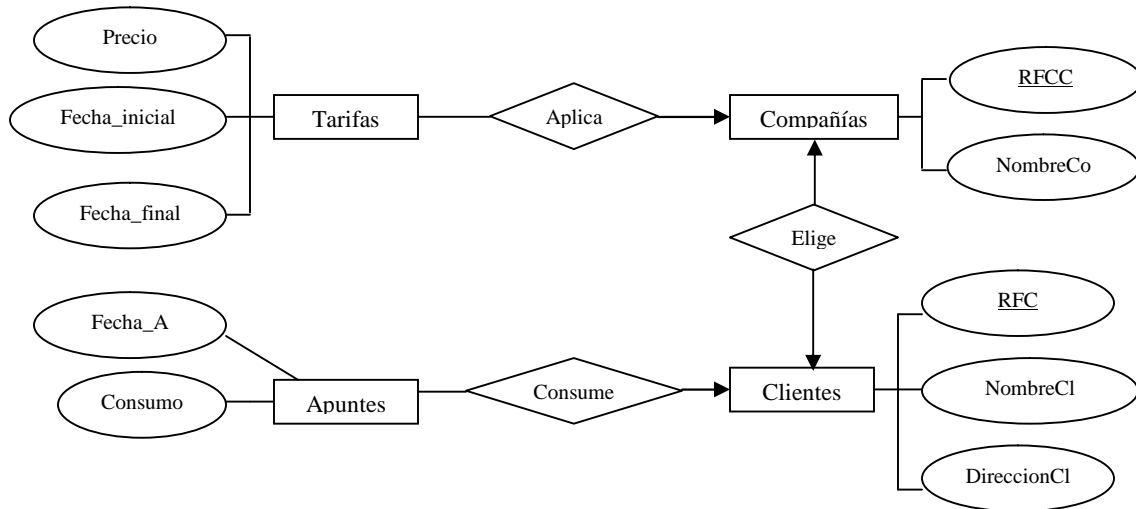 Precio
Fecha_inicial
Fecha_final
Tarifas
Aplica
Compañías
RFCC
NombreCo
Elige
Fecha_A
Consumo
Apuntes
Consume
Clientes
RFC
NombreCl
DireccionCl